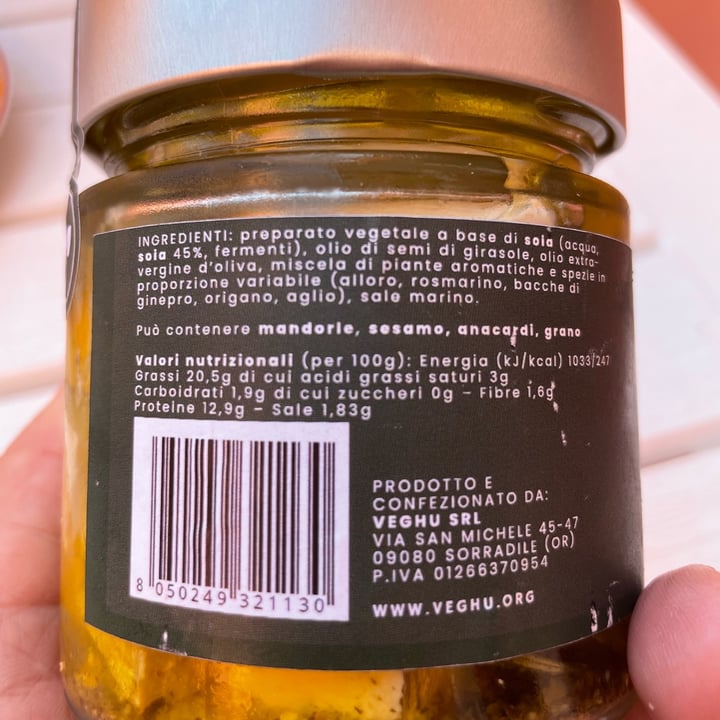 INGREDIENTI: preparato vegetale a base di soia (acqua,
soia 45%, fermenti), olio di semi di girasole, olio extra-
vergine d'oliva, miscela di piante aromatiche e spezie in
proporzione variabile (alloro, rosmarino, bacche di
ginepro, origano, aglio), sale marino.
Può contenere mandorle, sesamo, anacardi, grano
Valori nutrizionali (per 100g): Energia (kJ/kcal) 1033/247
Grassi 20,5g di cui acidi grassi saturi 3g
Carboidrati 1,9g di cui zuccheri 0g – Fibre 1,6g
Proteine 12,9g – Sale 1,83g
8 050249 321130
PRODOTTO E
CONFEZIONATO DA:
VEGHU SRL
VIA SAN MICHELE 45-47
09080 SORRADILE (OR)
P.IVA 01266370954
WWW.VEGHU.ORG